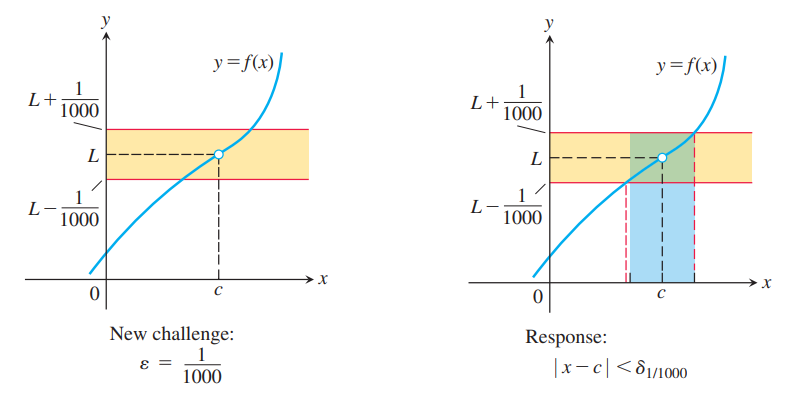 y
y = f(x)
L + 1/1000
L
L − 1/1000
0
c
x
New challenge:
ε = 1/1000
y
y = f(x)
L + 1/1000
L
L − 1/1000
0
c
x
Response:
|x − c| < δ1/1000